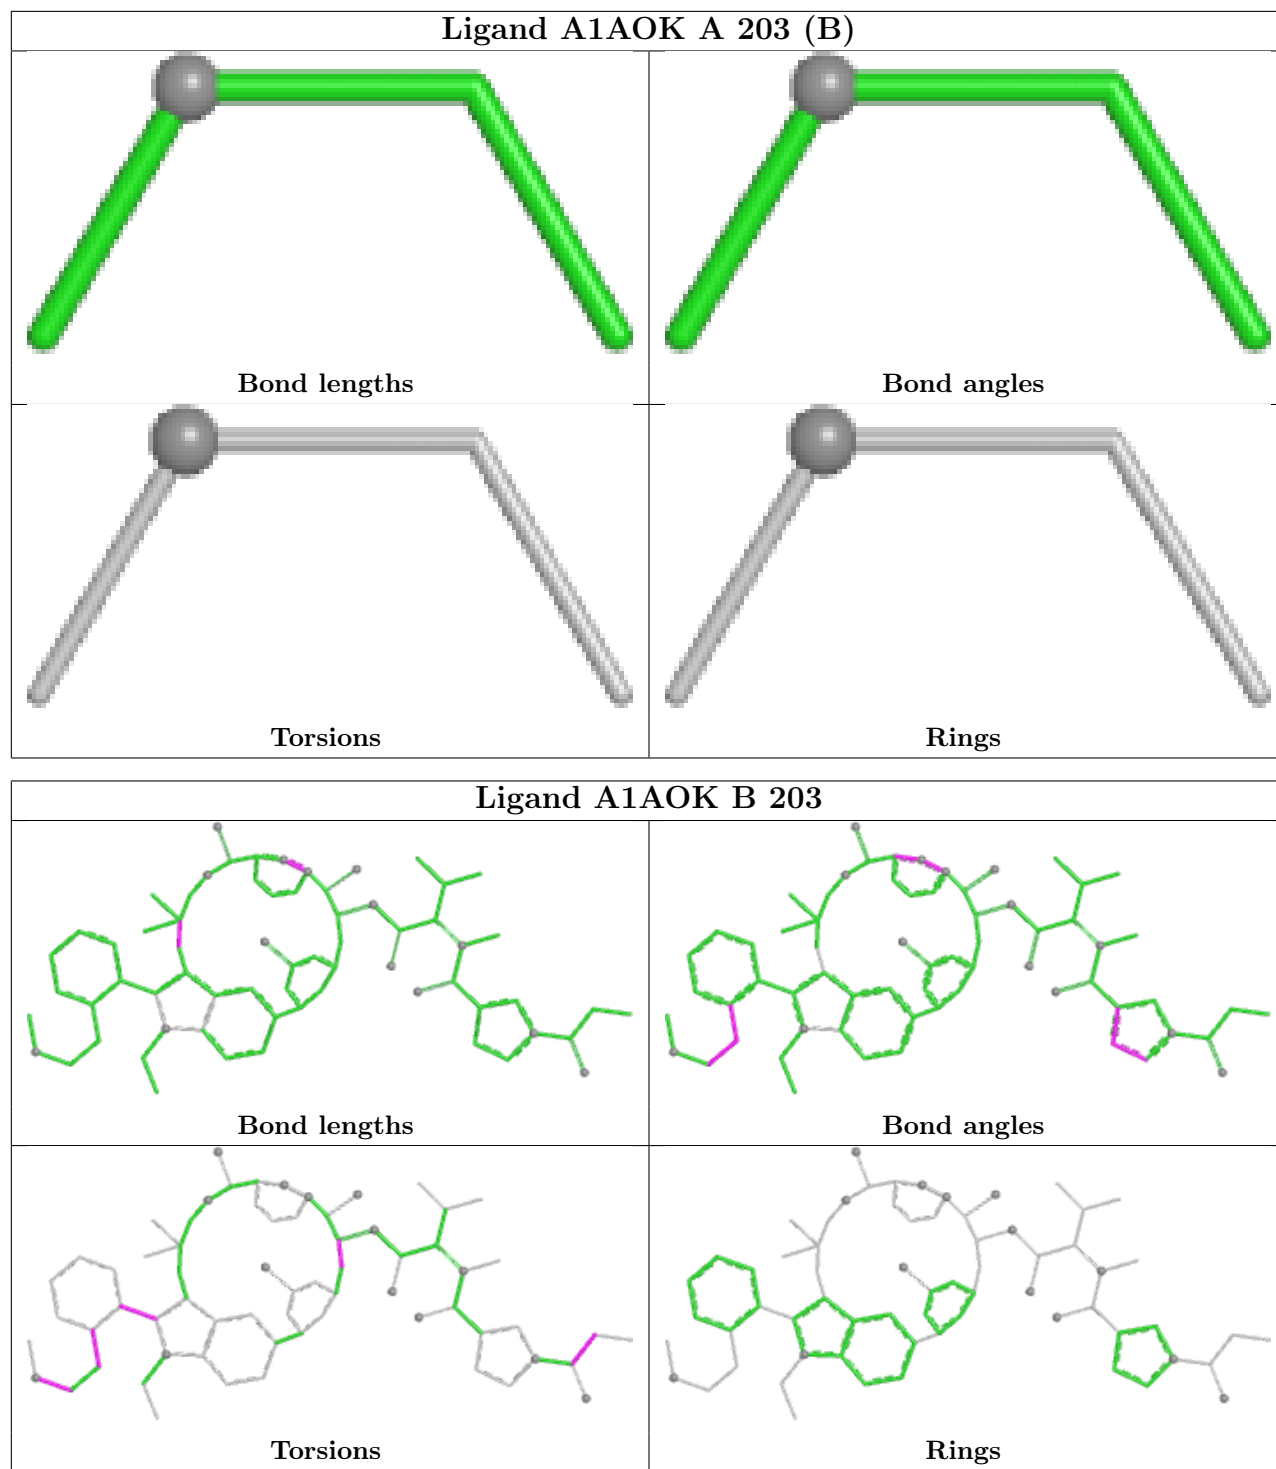 Ligand A1AOK A 203 (B)
Bond lengths
Bond angles
Torsions
Rings
Ligand A1AOK B 203
Bond lengths
Bond angles
Torsions
Rings